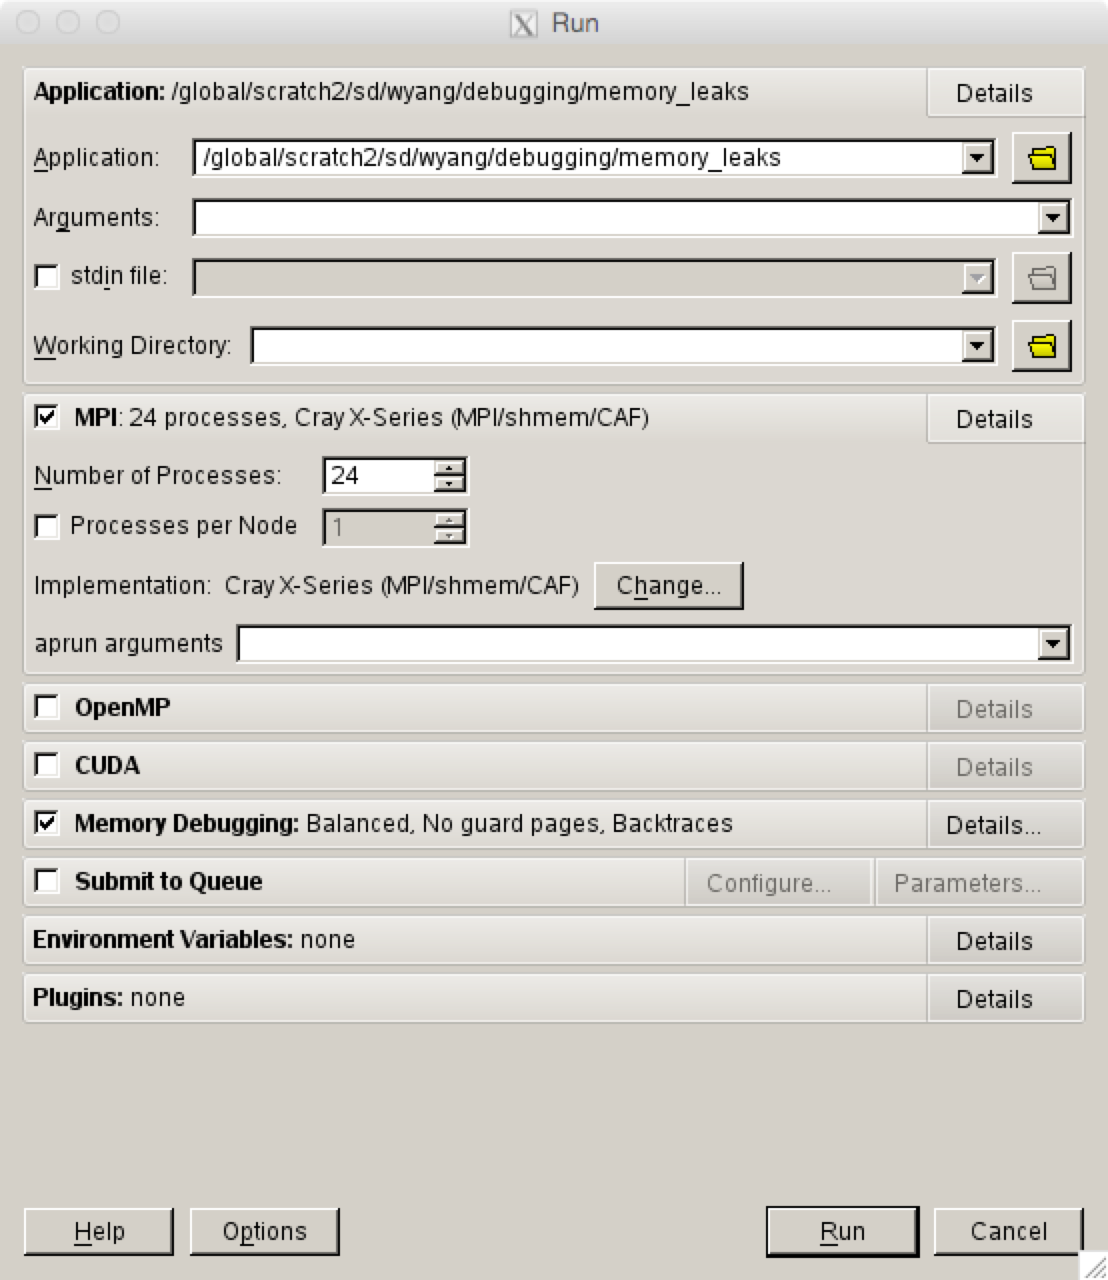 Run
Application: /global/scratch2/sd/wyang/debugging/memory_leaks Details
Application: /global/scratch2/sd/wyang/debugging/memory_leaks
Arguments:
stdin file:
Working Directory:
MPI: 24 processes, Cray X-Series (MPI/shmem/CAF) Details
Number of Processes: 24
Processes per Node 1
Implementation: Cray X-Series (MPI/shmem/CAF) Change...
aprun arguments
OpenMP Details
CUDA Details
Memory Debugging: Balanced, No guard pages, Backtraces Details...
Submit to Queue Configure... Parameters...
Environment Variables: none Details
Plugins: none Details
Help Options Run Cancel